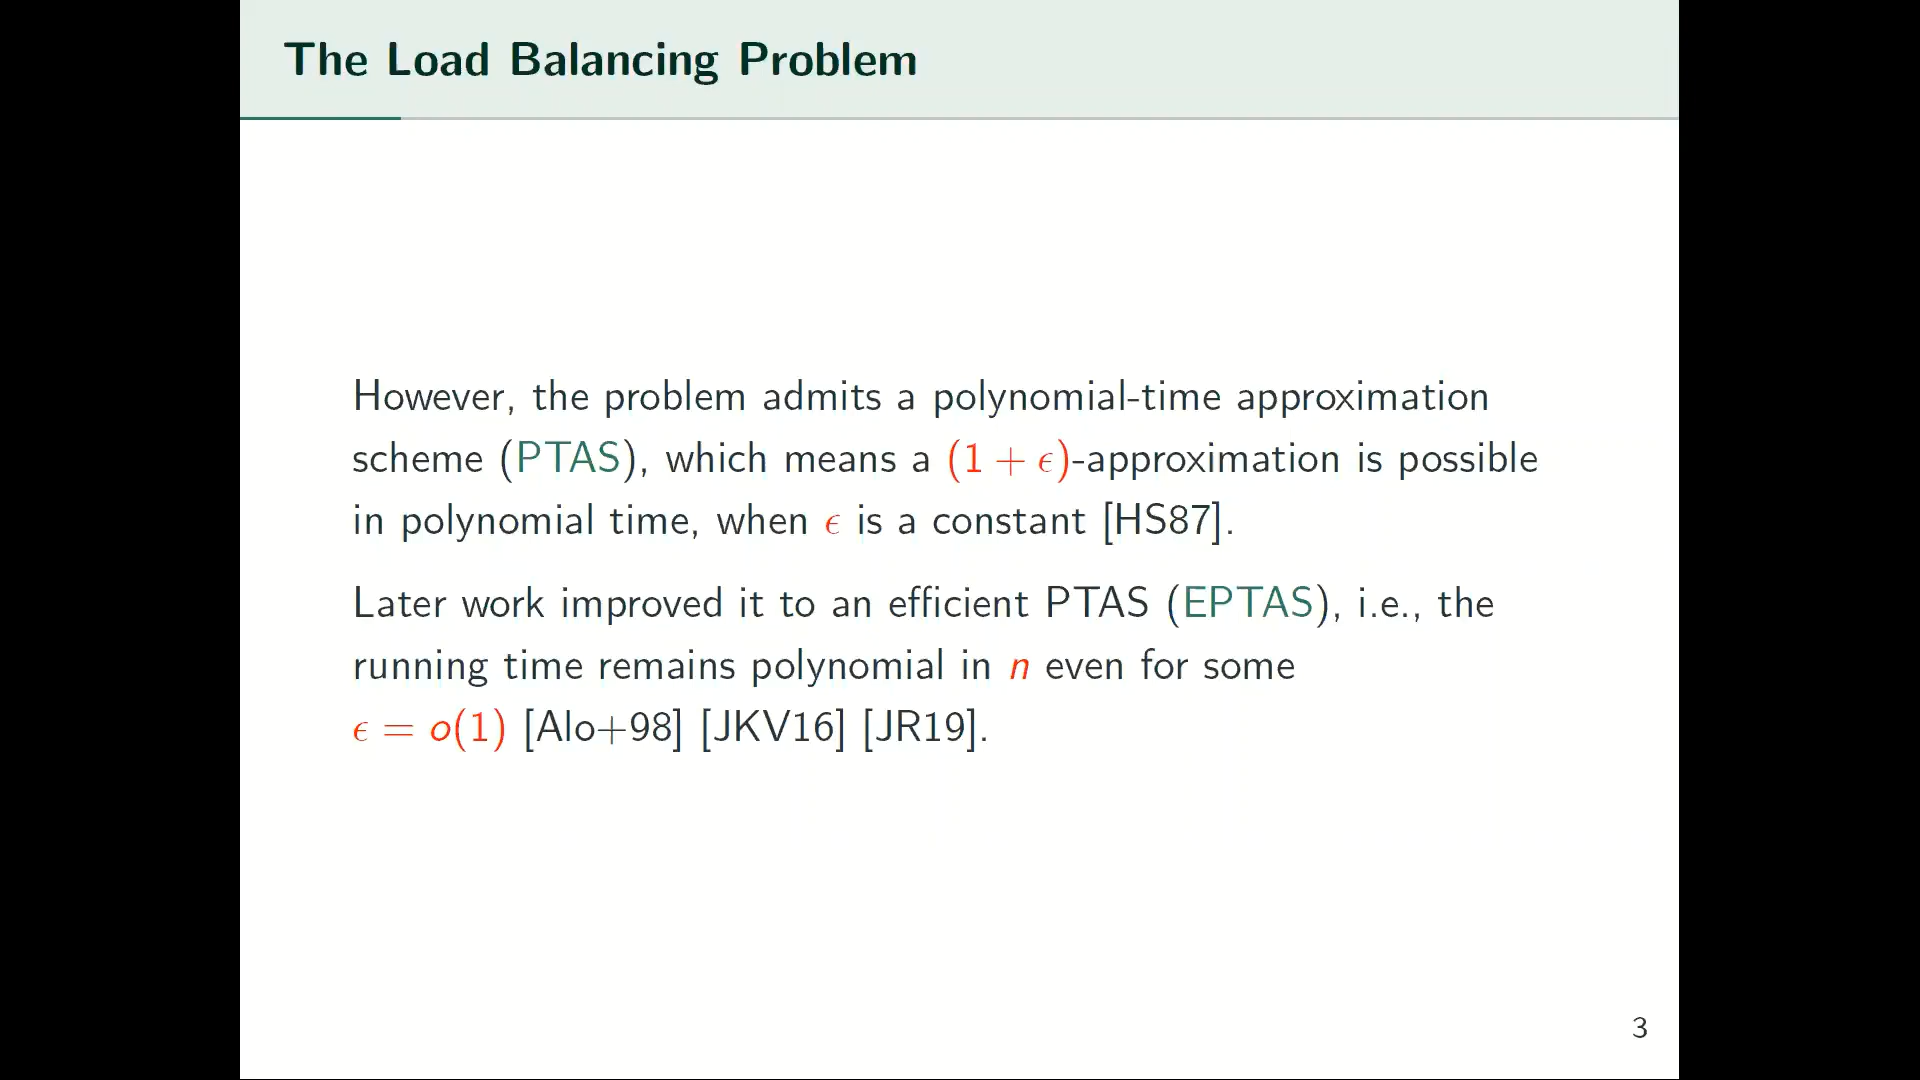 The Load Balancing Problem
However, the problem admits a polynomial-time approximation
scheme (PTAS), which means a (1 + ϵ)-approximation is possible
in polynomial time, when ϵ is a constant [HS87].
Later work improved it to an efficient PTAS (EPTAS), i.e., the
running time remains polynomial in n even for some
ϵ = o(1) [Alo+98] [JKV16] [JR19].
3